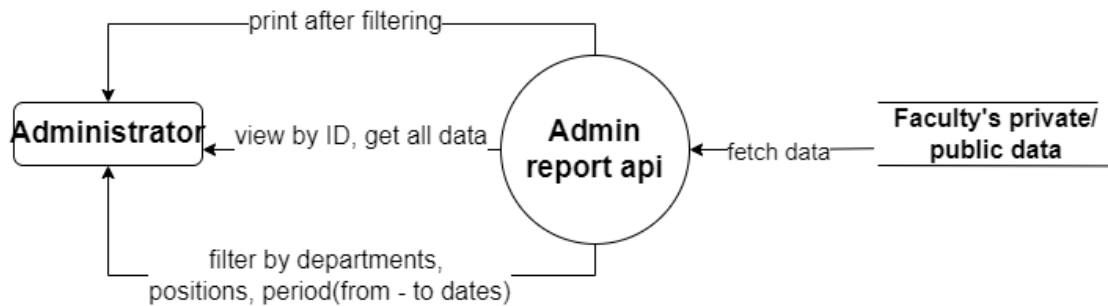 print after filtering
Administrator
view by ID, get all data
Admin
report api
fetch data
Faculty's private/
public data
filter by departments,
positions, period(from - to dates)